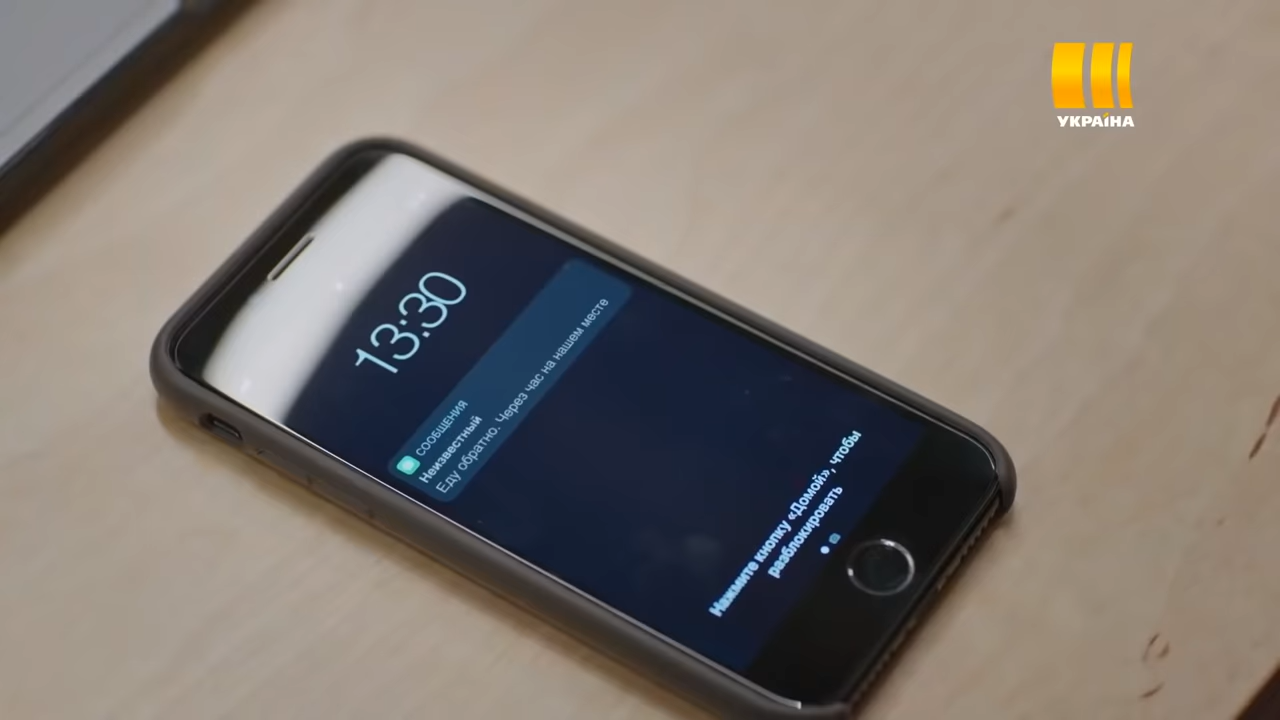 УКРАЇНА
13:30
СООБЩЕНИЯ
Неизвестный
Еду обратно. Через час на нашем месте
Нажмите кнопку «Домой», чтобы
разблокировать